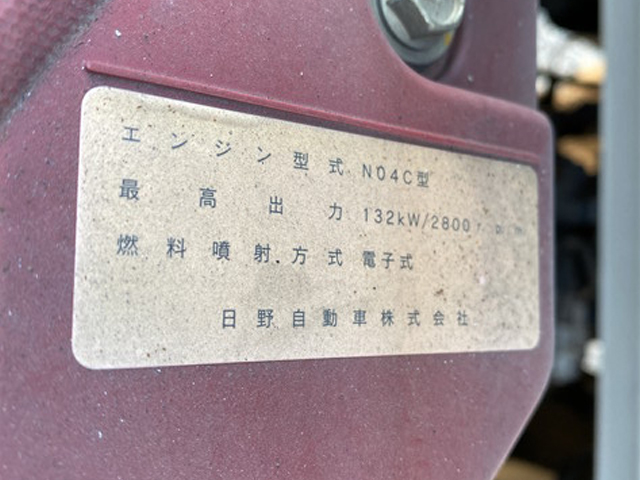 エンジン型式 N04C型
最高出力 132kW/2800rpm
燃料噴射方式 電子式
日野自動車株式会社